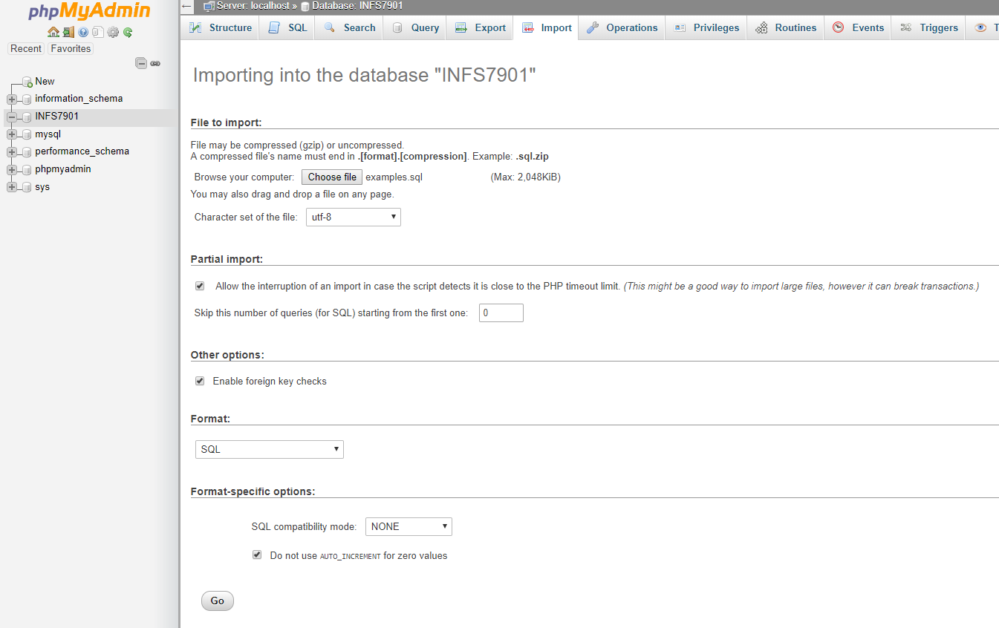 phpMyAdmin
Recent Favorites
New
information_schema
INFS7901
mysql
performance_schema
phpmyadmin
sys
Server: localhost » Database: INFS7901
Structure SQL Search Query Export Import Operations Privileges Routines Events Triggers
Importing into the database "INFS7901"
File to import:
File may be compressed (gzip) or uncompressed.
A compressed file's name must end in .[format].[compression]. Example: .sql.zip
Browse your computer: Choose file examples.sql (Max: 2,048KiB)
You may also drag and drop a file on any page.
Character set of the file: utf-8
Partial import:
Allow the interruption of an import in case the script detects it is close to the PHP timeout limit. (This might be a good way to import large files, however it can break transactions.)
Skip this number of queries (for SQL) starting from the first one: 0
Other options:
Enable foreign key checks
Format:
SQL
Format-specific options:
SQL compatibility mode: NONE
Do not use AUTO_INCREMENT for zero values
Go